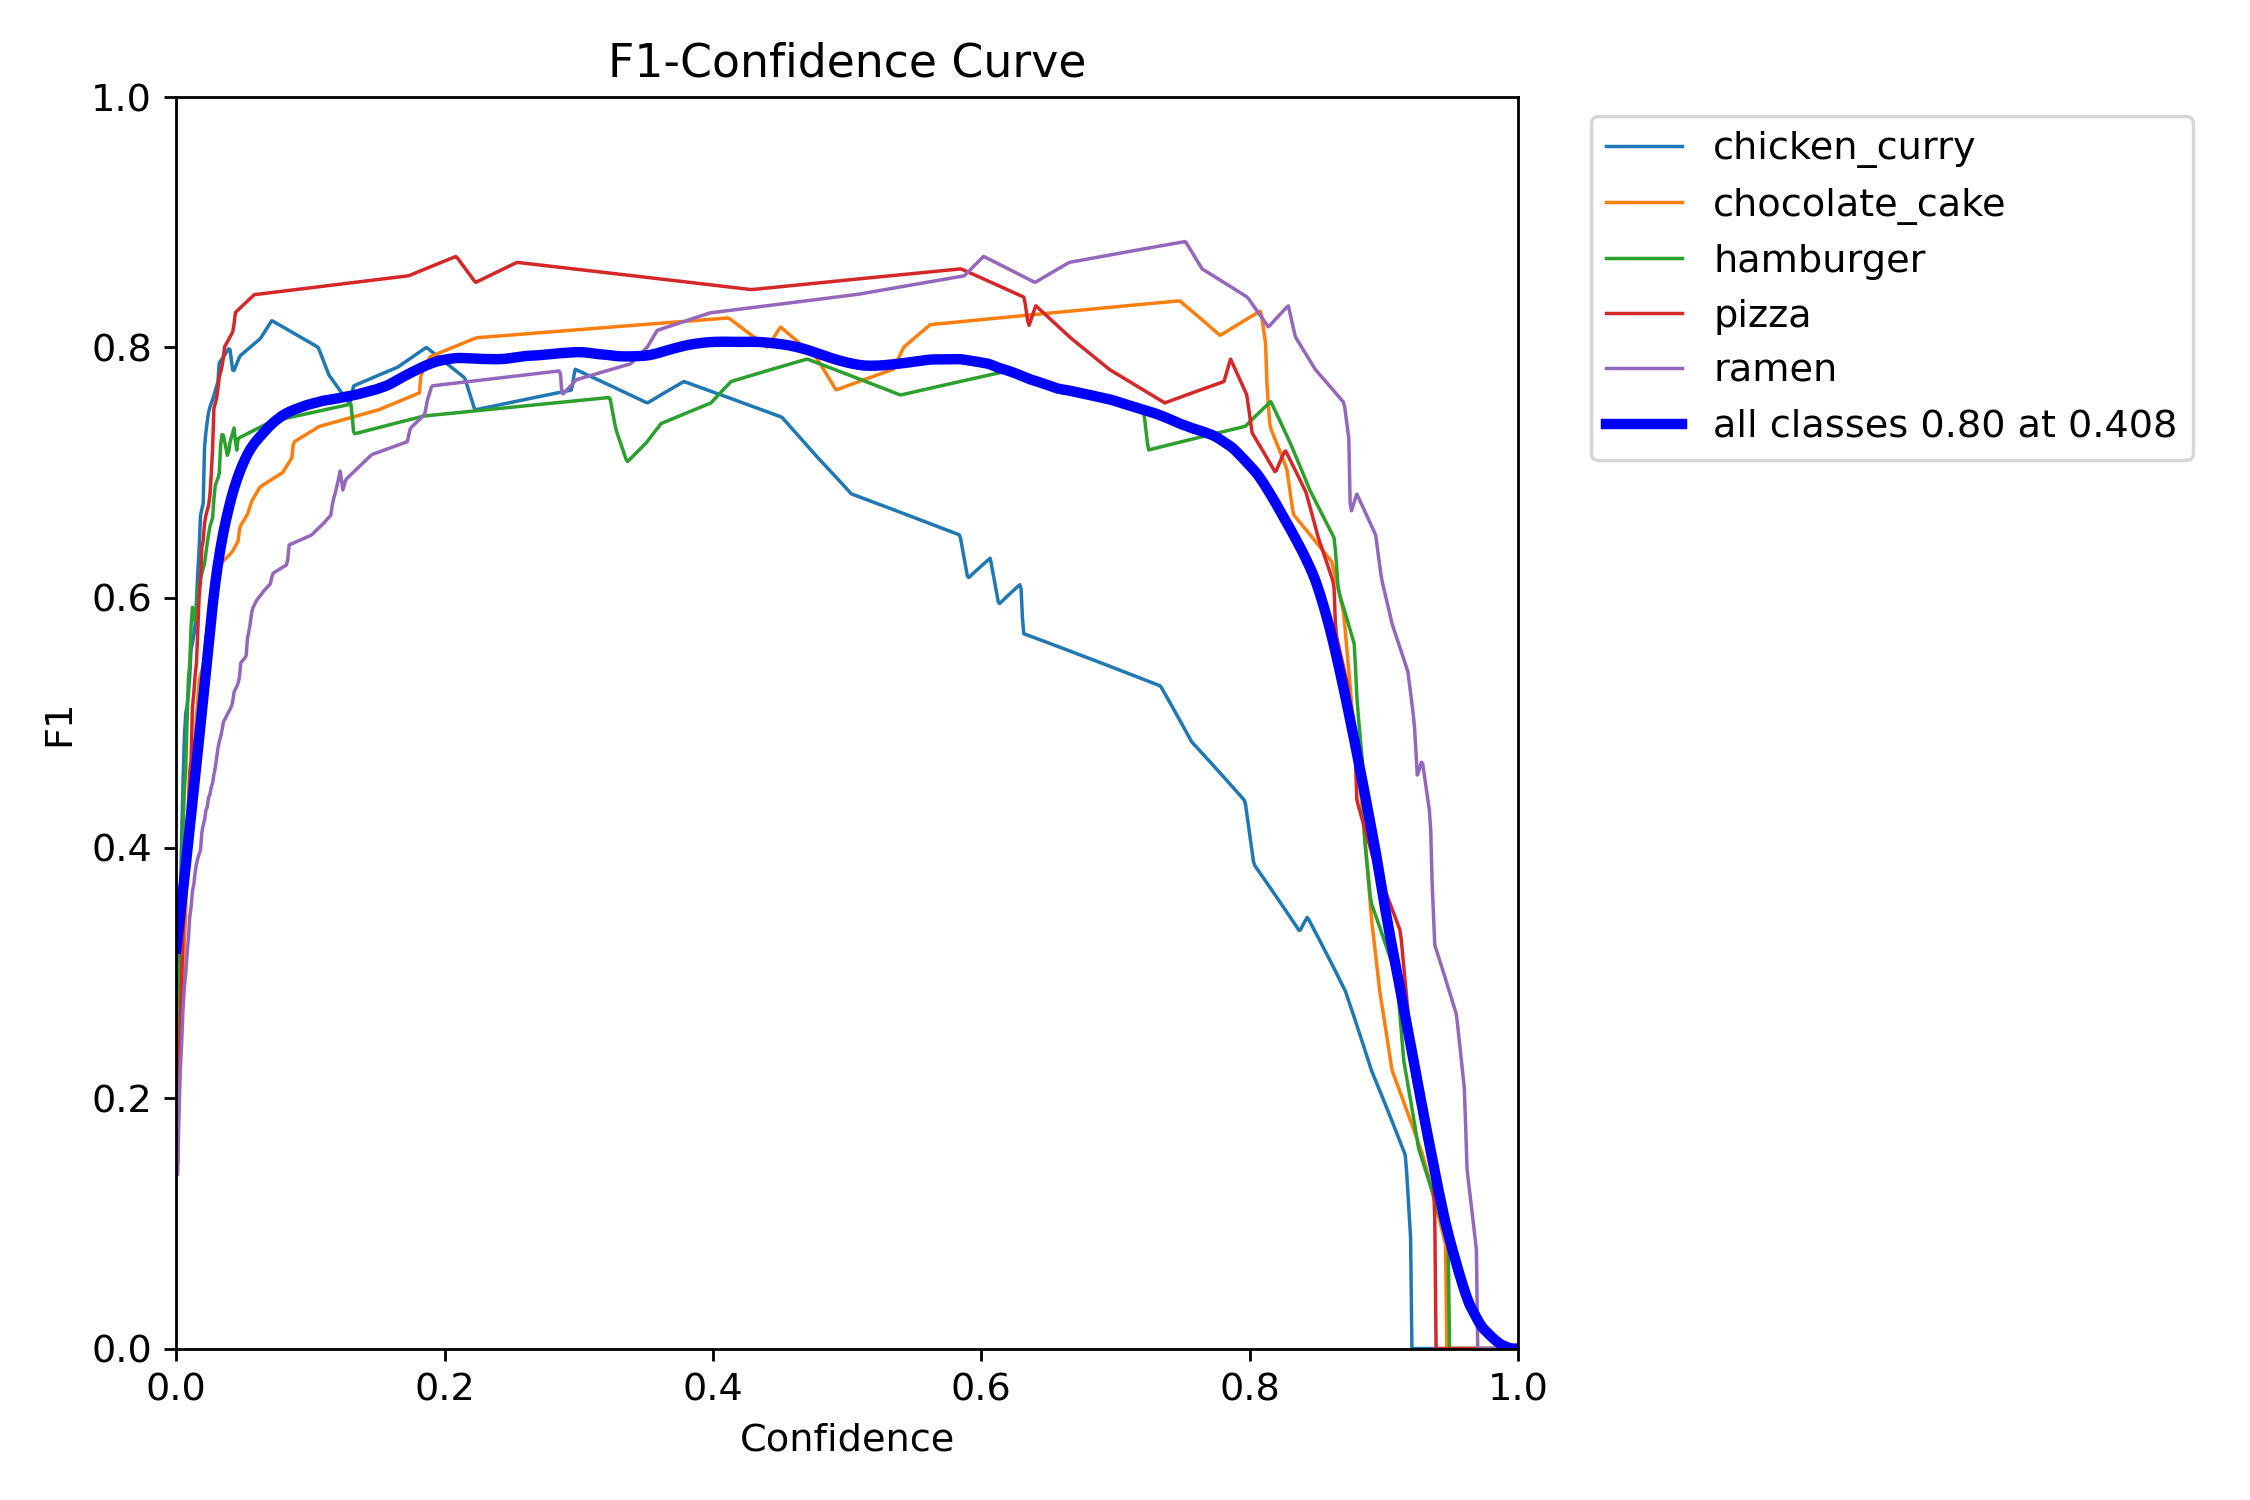 F1-Confidence Curve
1.0
0.8
0.6
0.4
0.2
0.0
F1
0.0 0.2 0.4 0.6 0.8 1.0
Confidence
chicken_curry
chocolate_cake
hamburger
pizza
ramen
all classes 0.80 at 0.408